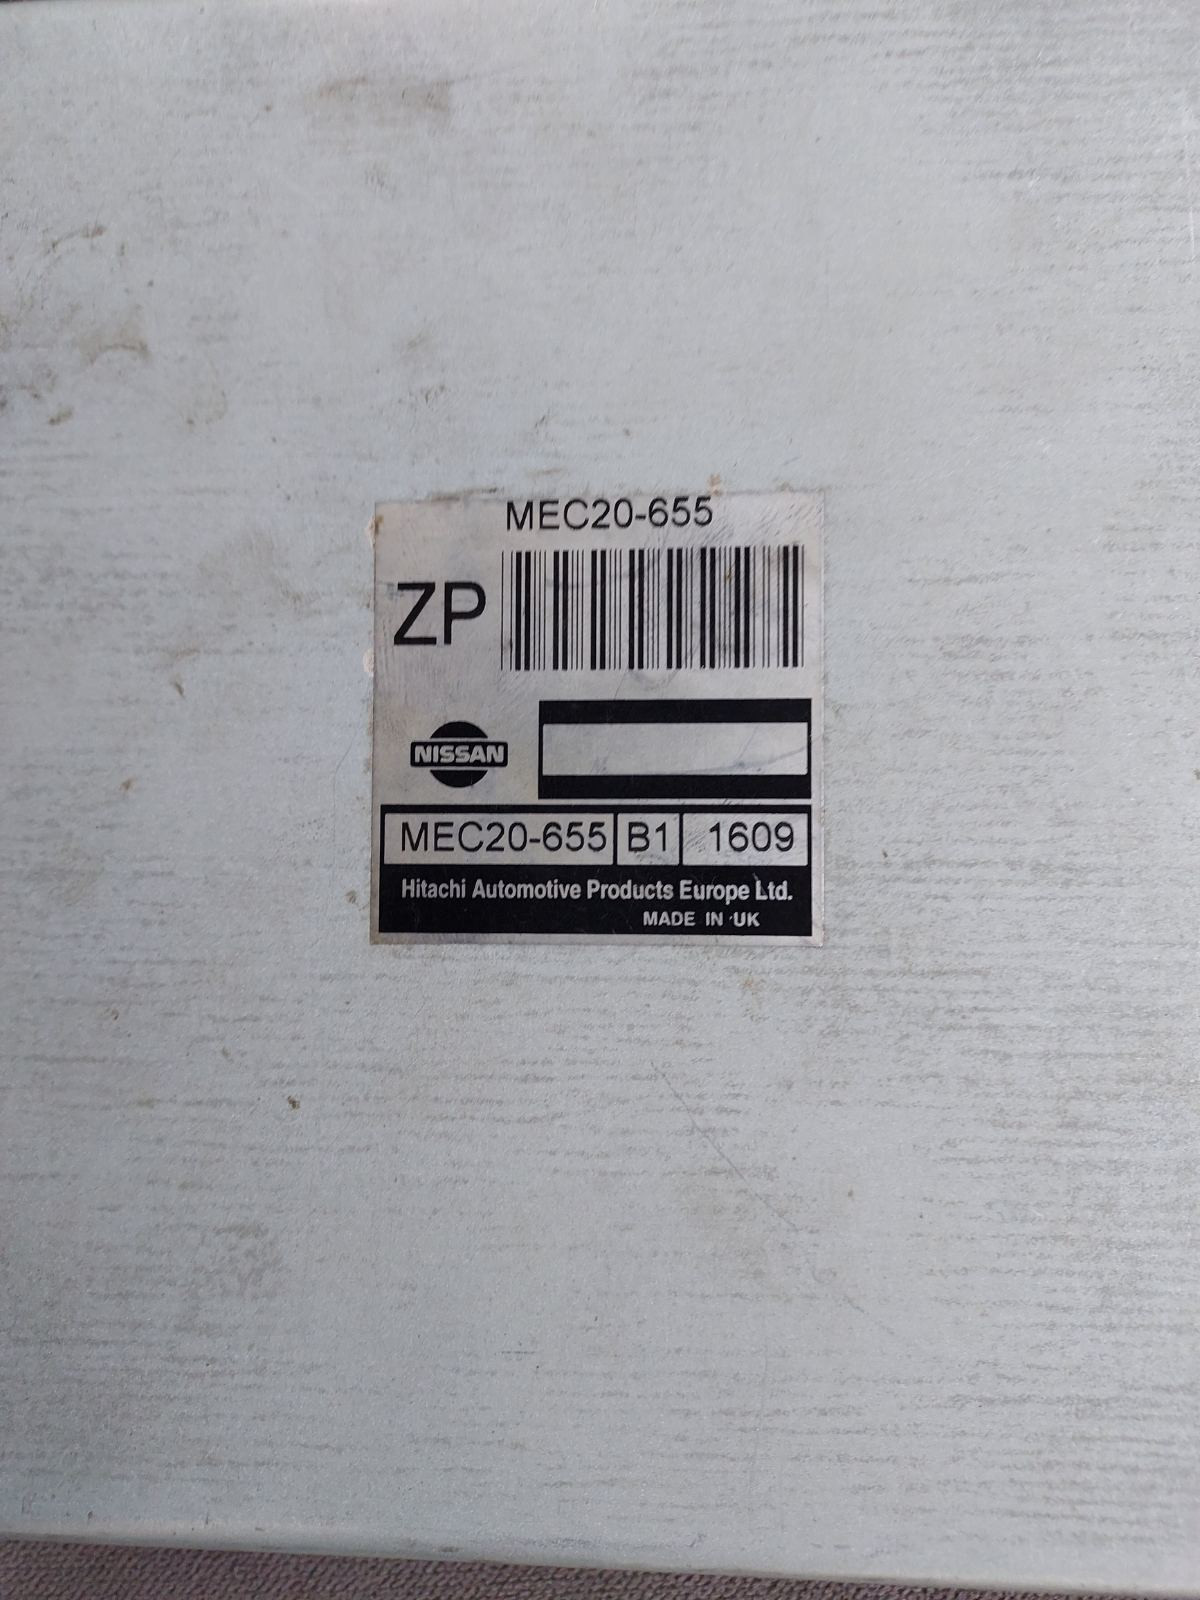 MEC20-655
ZP
NISSAN
MEC20-655 B1 1609
Hitachi Automotive Products Europe Ltd.
MADE IN UK